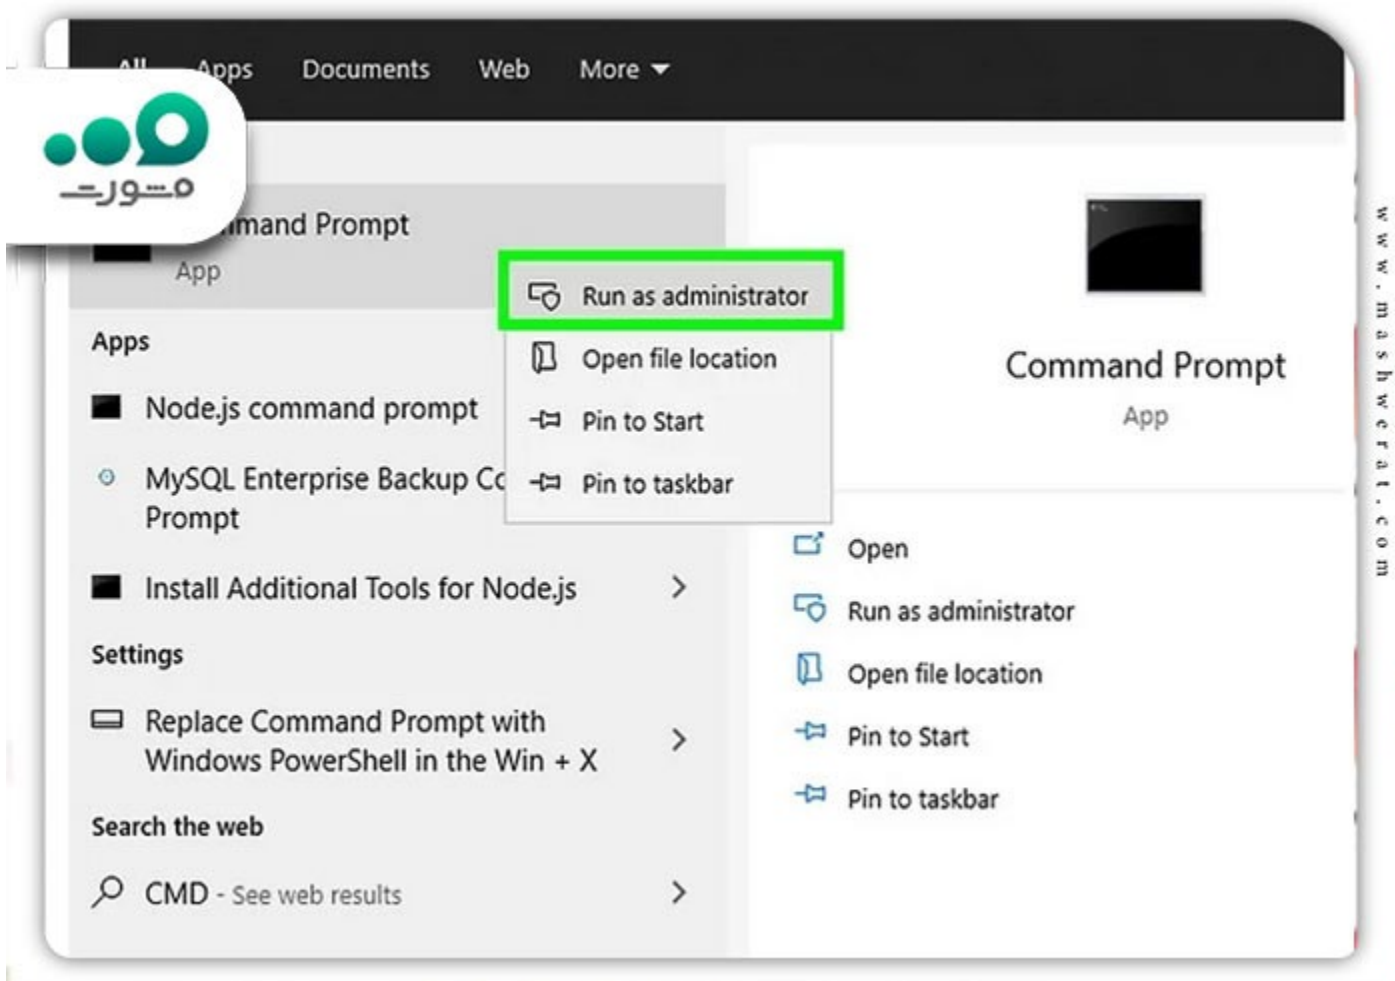 All Apps Documents Web More
مشورت
mmand Prompt
App
Run as administrator
Open file location
Pin to Start
Pin to taskbar
Apps
Node.js command prompt
MySQL Enterprise Backup Co
Prompt
Install Additional Tools for Node.js
Settings
Replace Command Prompt with
Windows PowerShell in the Win + X
Search the web
CMD - See web results
Command Prompt
App
Open
Run as administrator
Open file location
Pin to Start
Pin to taskbar
www.mashwerat.com